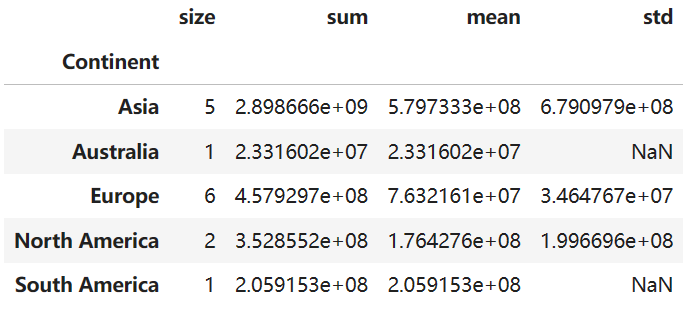 size sum mean std
Continent
Asia 5 2.898666e+09 5.797333e+08 6.790979e+08
Australia 1 2.331602e+07 2.331602e+07 NaN
Europe 6 4.579297e+08 7.632161e+07 3.464767e+07
North America 2 3.528552e+08 1.764276e+08 1.996696e+08
South America 1 2.059153e+08 2.059153e+08 NaN